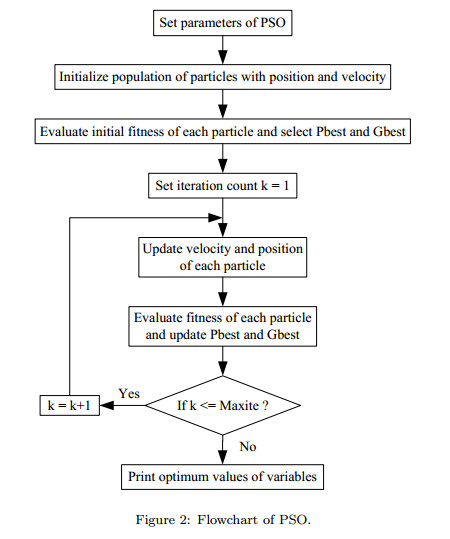 Set parameters of PSO
Initialize population of particles with position and velocity
Evaluate initial fitness of each particle and select Pbest and Gbest
Set iteration count k = 1
Update velocity and position
of each particle
Evaluate fitness of each particle
and update Pbest and Gbest
If k <= Maxite ?
Yes
k = k+1
No
Print optimum values of variables
Figure 2: Flowchart of PSO.